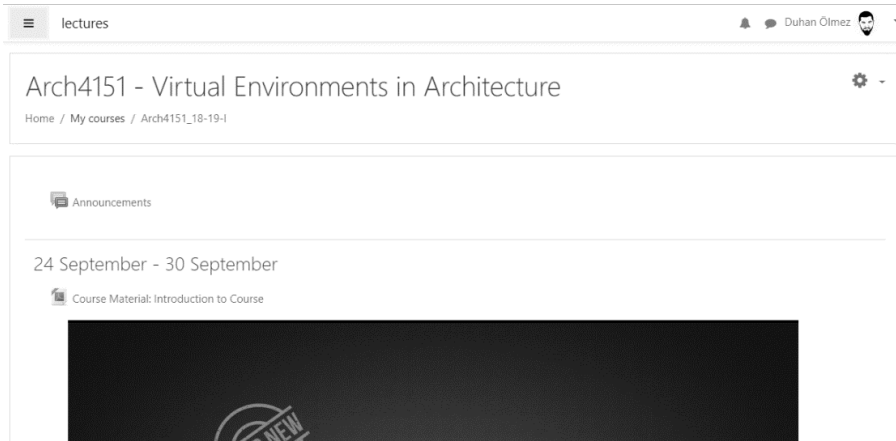 lectures
Duhan Ölmez
Arch4151 - Virtual Environments in Architecture
Home / My courses / Arch4151_18-19-I
Announcements
24 September - 30 September
Course Material: Introduction to Course
NEW